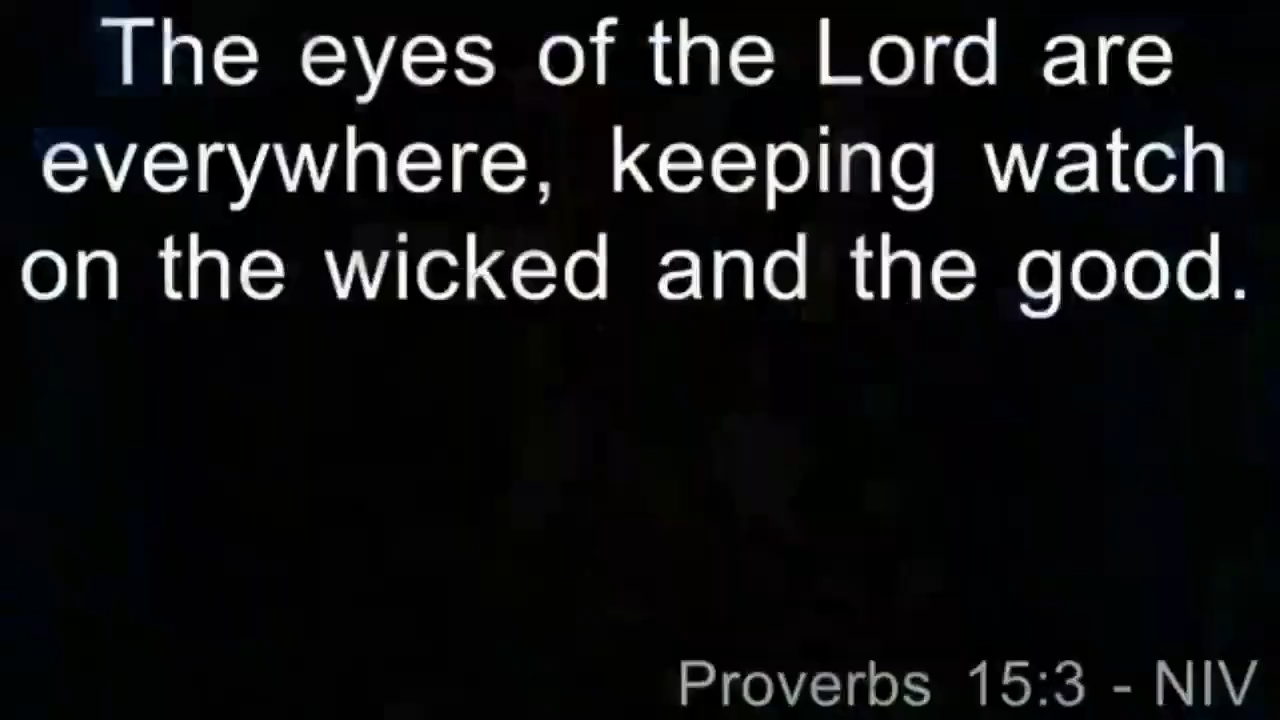 The eyes of the Lord are
everywhere, keeping watch
on the wicked and the good.
Proverbs 15:3 - NIV